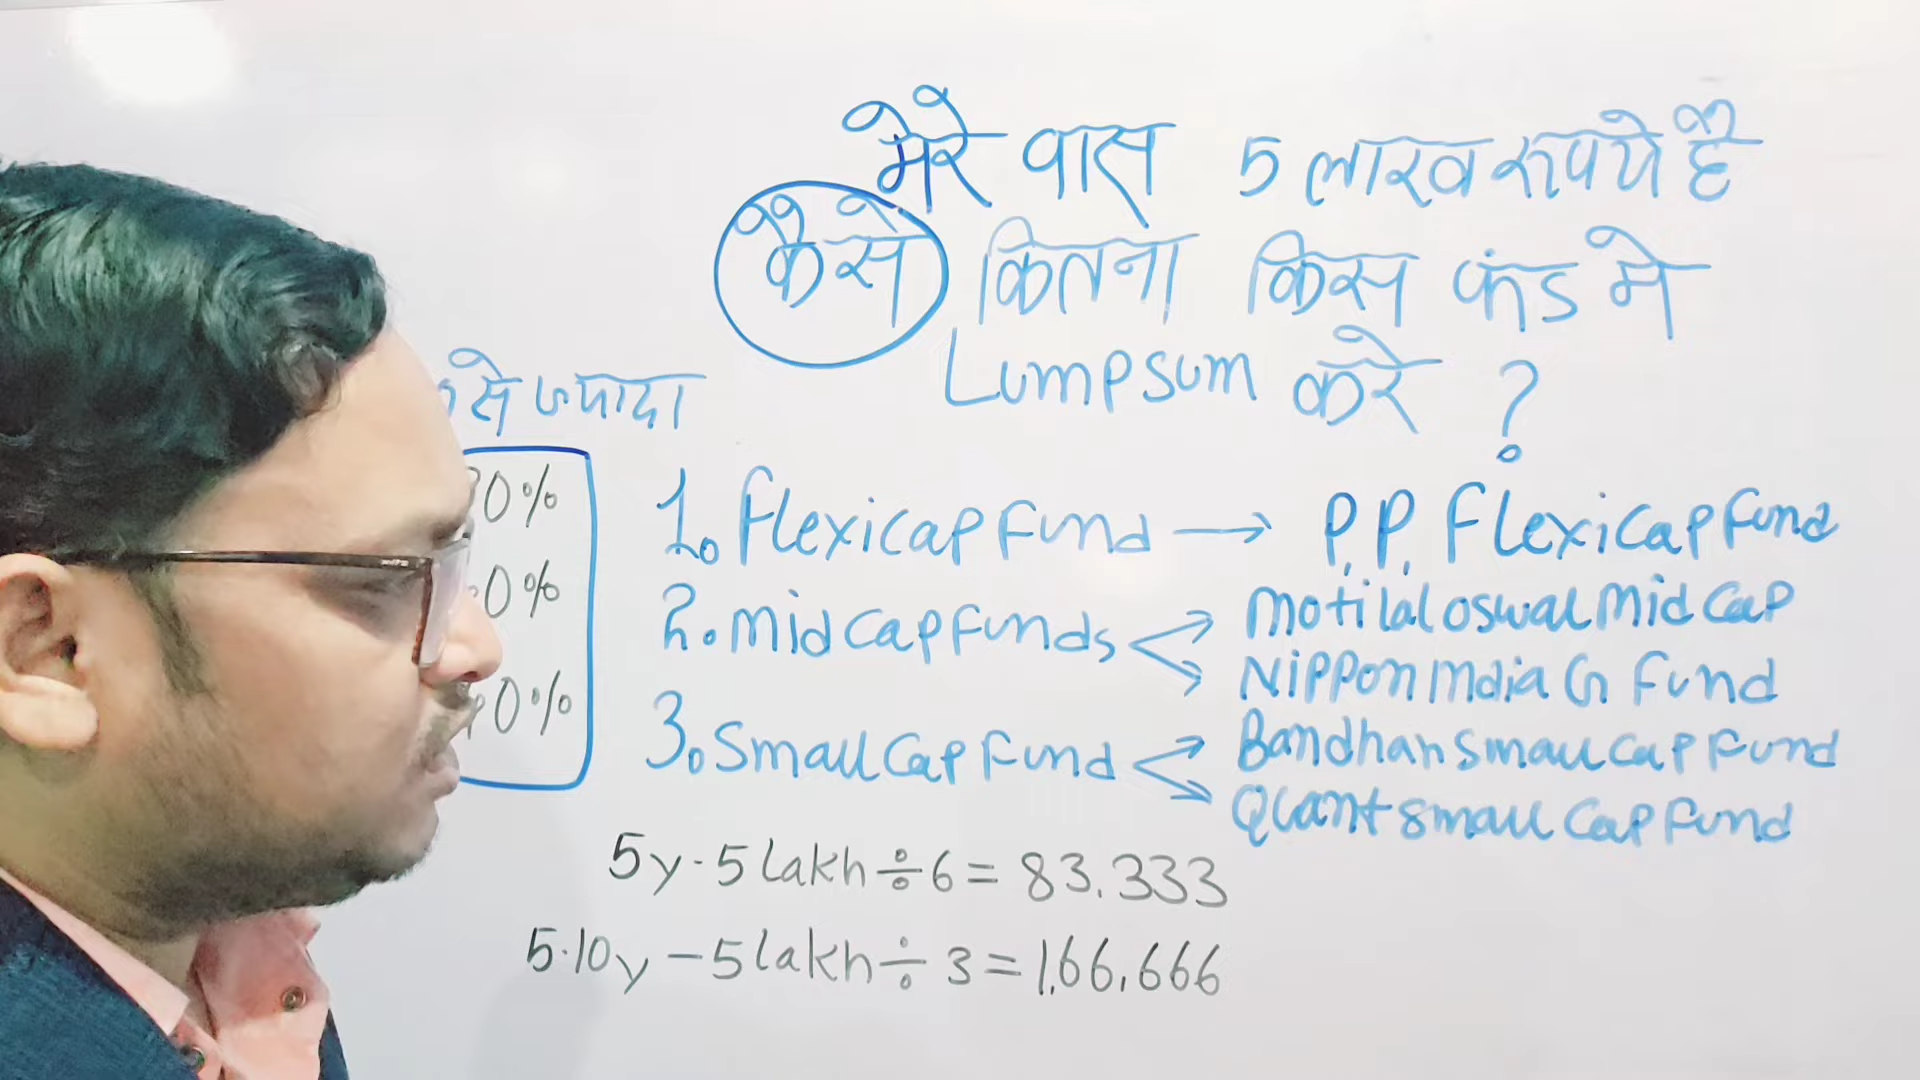 मेरे पास 5 लाख रूपये है
कैसे कितना किस फंड मे
Lumpsum करे ?
से ज्यादा
0%
0%
0%
1. Flexicap Fund → P.P. Flexicap Fund
2. Midcap Funds
Motilal Oswal Mid Cap
Nippon India G Fund
3. Small Cap Fund
Bandhan Small Cap Fund
Quant Small Cap Fund
5y - 5 lakh ÷ 6 = 83,333
5-10y - 5 lakh ÷ 3 = 1,66,666